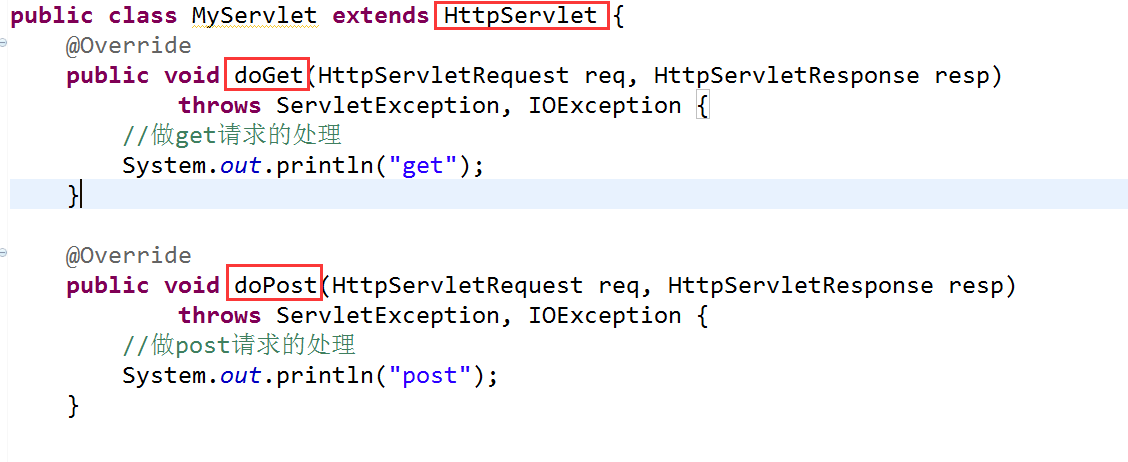 public class MyServlet extends HttpServlet {
@Override
public void doGet(HttpServletRequest req, HttpServletResponse resp)
throws ServletException, IOException {
//做get请求的处理
System.out.println("get");
}
@Override
public void doPost(HttpServletRequest req, HttpServletResponse resp)
throws ServletException, IOException {
//做post请求的处理
System.out.println("post");
}